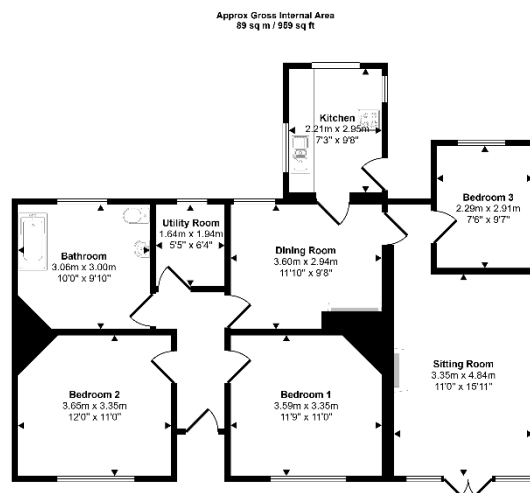 Approx Gross Internal Area
89 sq m / 959 sq ft
Kitchen
2.21m x 2.95m
7'3" x 9'8"
Bedroom 3
2.29m x 2.91m
7'6" x 9'7"
Utility Room
1.64m x 1.94m
5'5" x 6'4"
Bathroom
3.06m x 3.00m
10'0" x 9'10"
Dining Room
3.60m x 2.94m
11'10" x 9'8"
Sitting Room
3.35m x 4.84m
11'0" x 15'11"
Bedroom 2
3.65m x 3.35m
12'0" x 11'0"
Bedroom 1
3.59m x 3.35m
11'9" x 11'0"